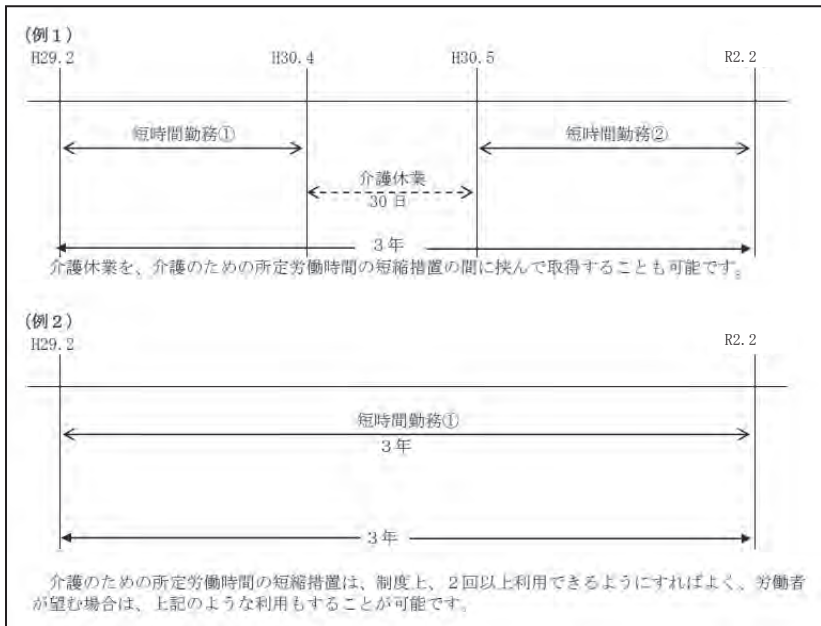 (例1)
H29.2 H30.4 H30.5 R2.2
短時間勤務① 短時間勤務②
介護休業
30日
3年
介護休業を、介護のための所定労働時間の短縮措置の間に挟んで取得することも可能です。
(例2)
H29.2 R2.2
短時間勤務①
3年
3年
介護のための所定労働時間の短縮措置は、制度上、2回以上利用できるようにすればよく、労働者
が望む場合は、上記のような利用もすることが可能です。